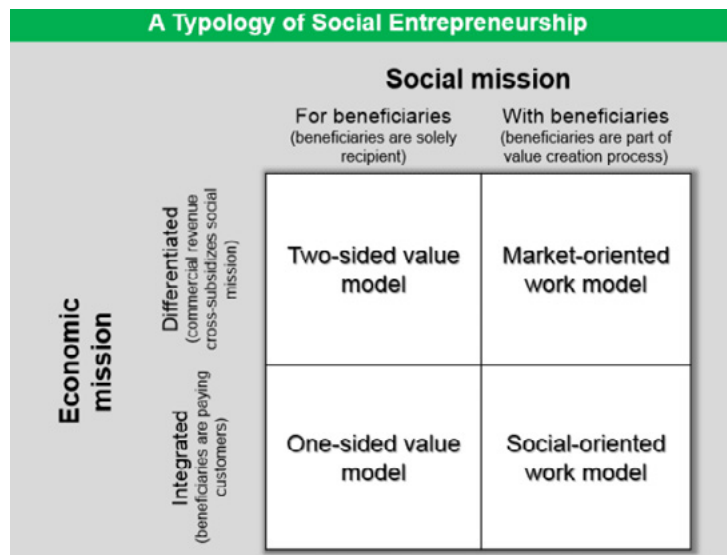 A Typology of Social Entrepreneurship
Social mission
For beneficiaries
(beneficiaries are solely
recipient)
With beneficiaries
(beneficiaries are part of
value creation process)
Economic
mission
Differentiated
(commercial revenue
cross-subsidizes social
mission)
Two-sided value
model
Market-oriented
work model
Integrated
(beneficiaries are paying
customers)
One-sided value
model
Social-oriented
work model